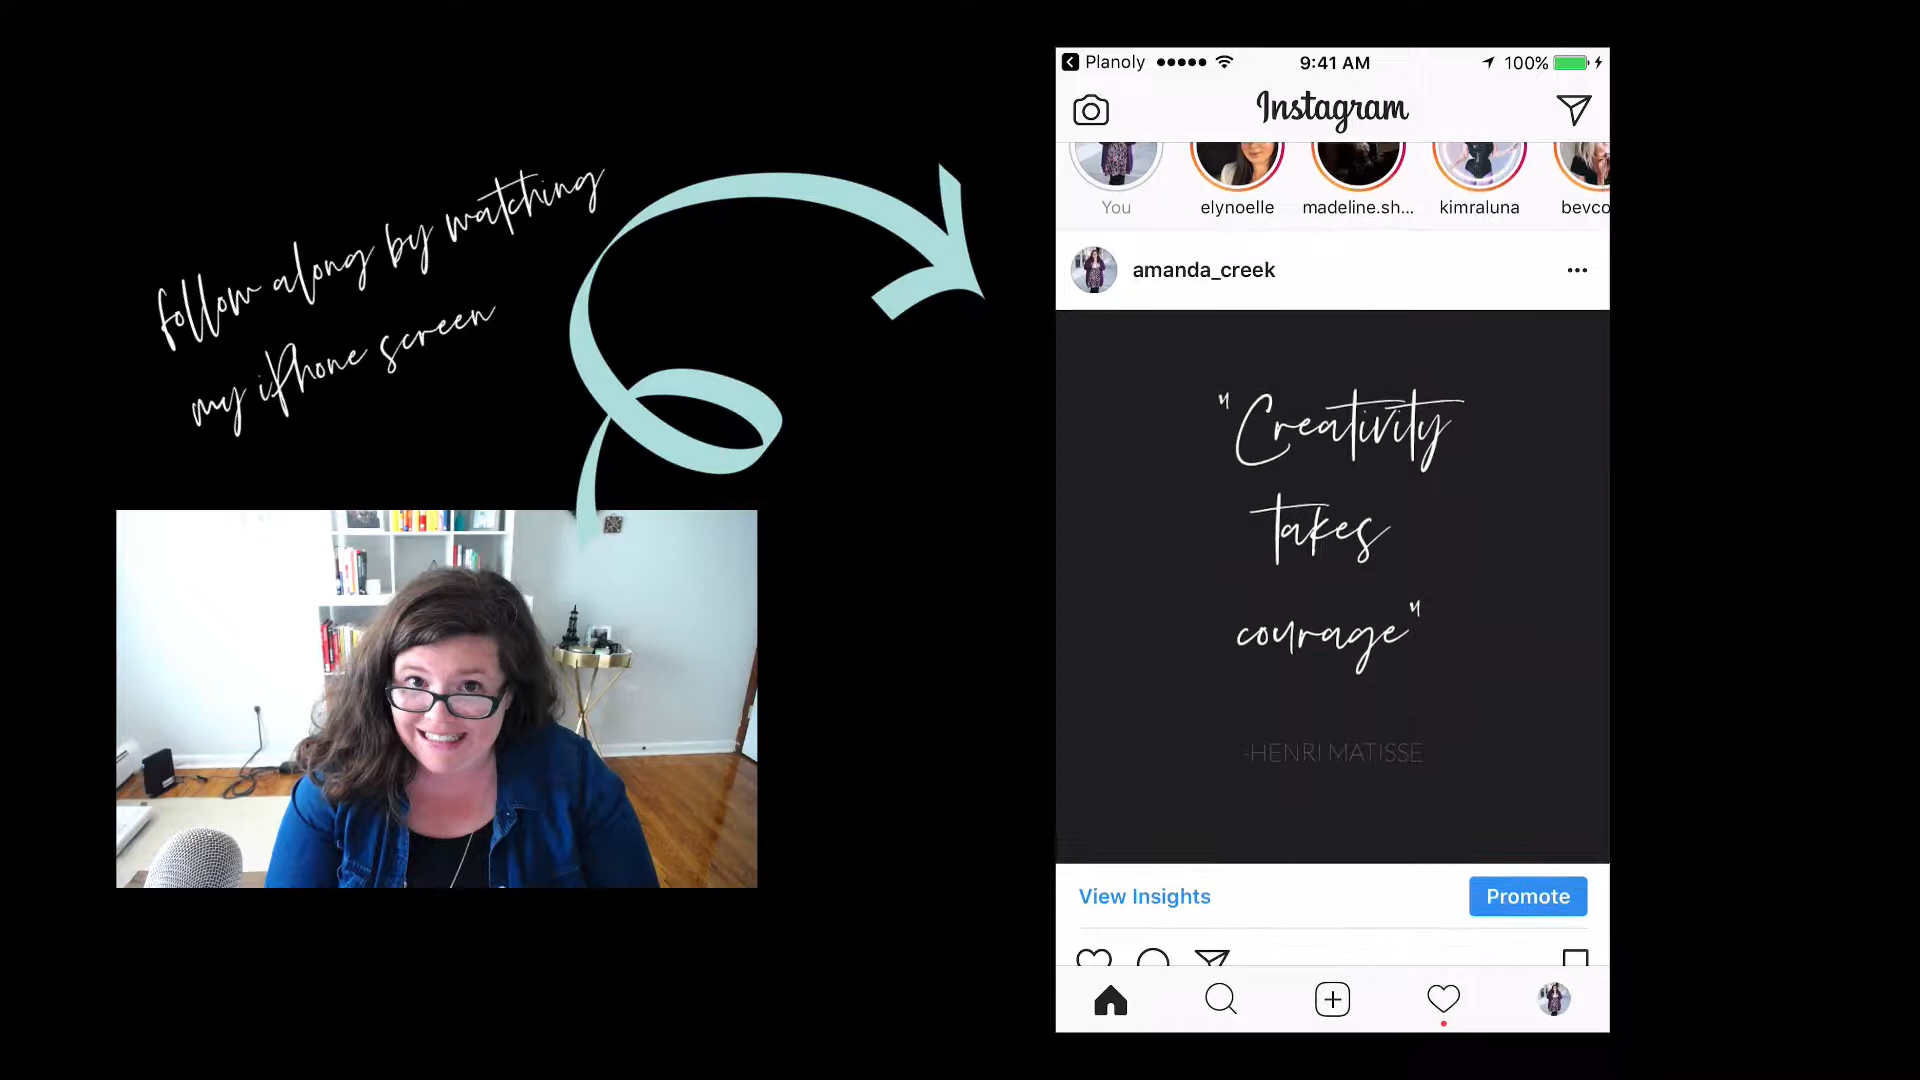 follow along by watching
my iPhone screen
Planoly
9:41 AM
100%
Instagram
You
elynoelle
madeline.sh...
kimraluna
bevco
amanda_creek
"Creativity
takes
courage"
-HENRI MATISSE
View Insights
Promote